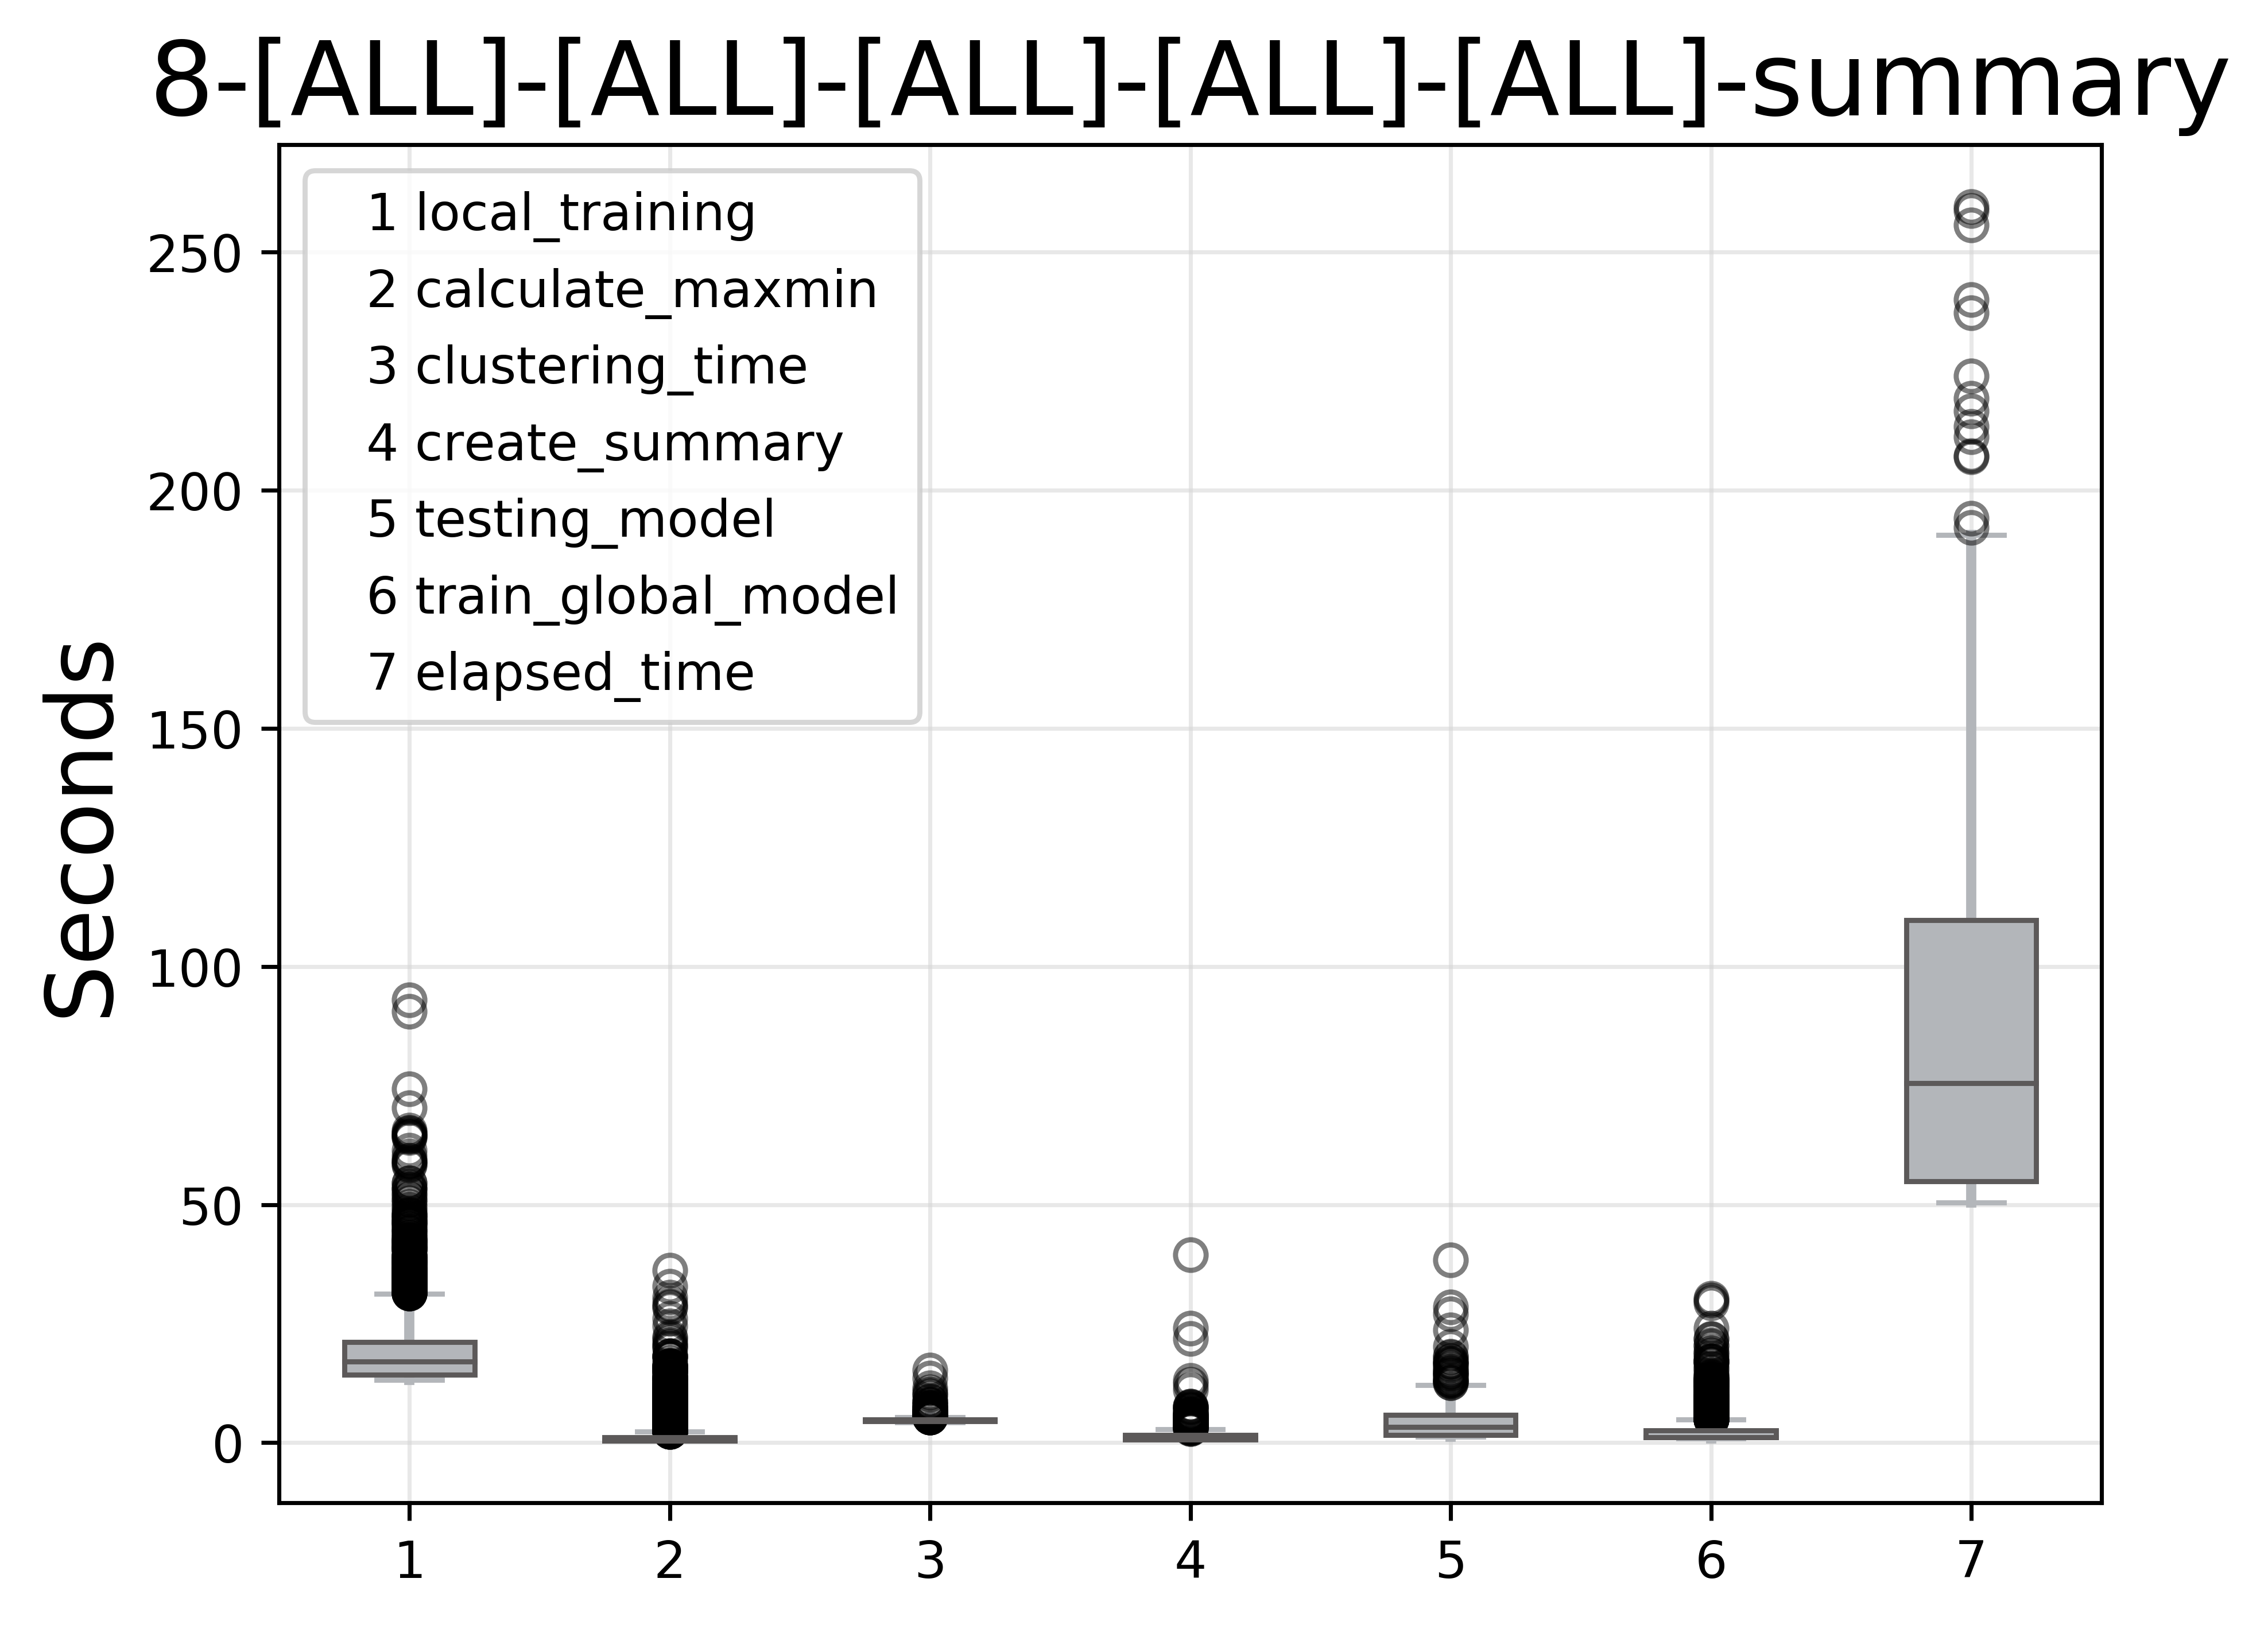 8-[ALL]-[ALL]-[ALL]-[ALL]-[ALL]-summary
1 local_training
2 calculate_maxmin
3 clustering_time
4 create_summary
5 testing_model
6 train_global_model
7 elapsed_time
Seconds
250
200
150
100
50
0
1 2 3 4 5 6 7